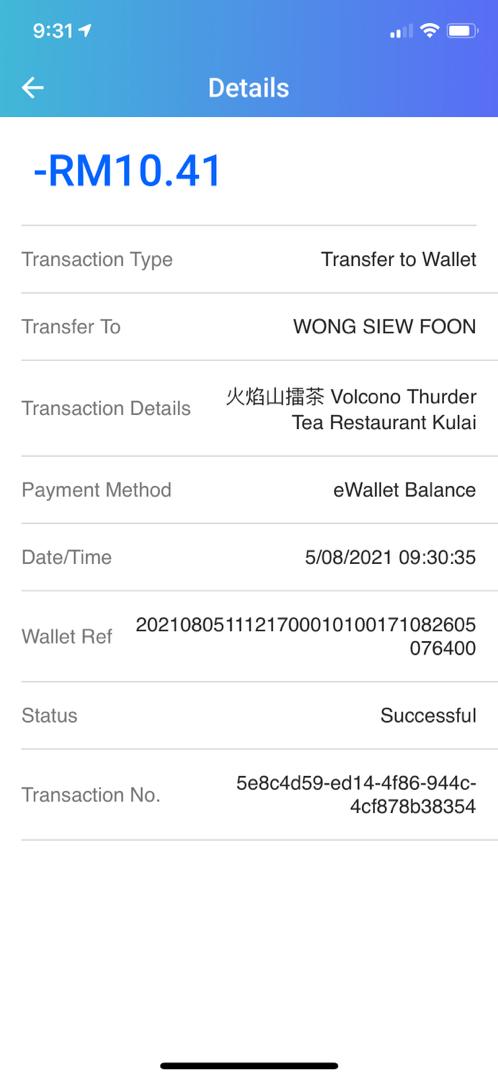 9:31
Details
-RM10.41
Transaction Type
Transfer to Wallet
Transfer To
WONG SIEW FOON
Transaction Details
火焰山擂茶 Volcono Thurder
Tea Restaurant Kulai
Payment Method
eWallet Balance
Date/Time
5/08/2021 09:30:35
Wallet Ref
2021080511121700010100171082605
076400
Status
Successful
Transaction No.
5e8c4d59-ed14-4f86-944c-
4cf878b38354